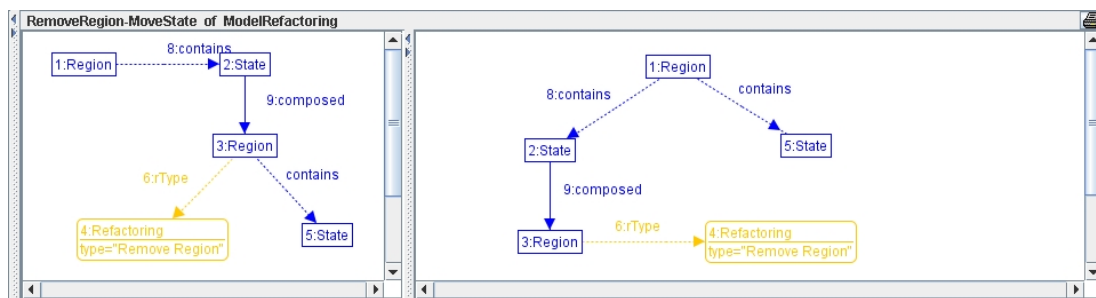 RemoveRegion-MoveState of ModelRefactoring
8:contains
1:Region
2:State
9:composed
3:Region
6:rType
contains
4:Refactoring
type="Remove Region"
5:State
1:Region
8:contains
contains
2:State
5:State
9:composed
3:Region
6:rType
4:Refactoring
type="Remove Region"